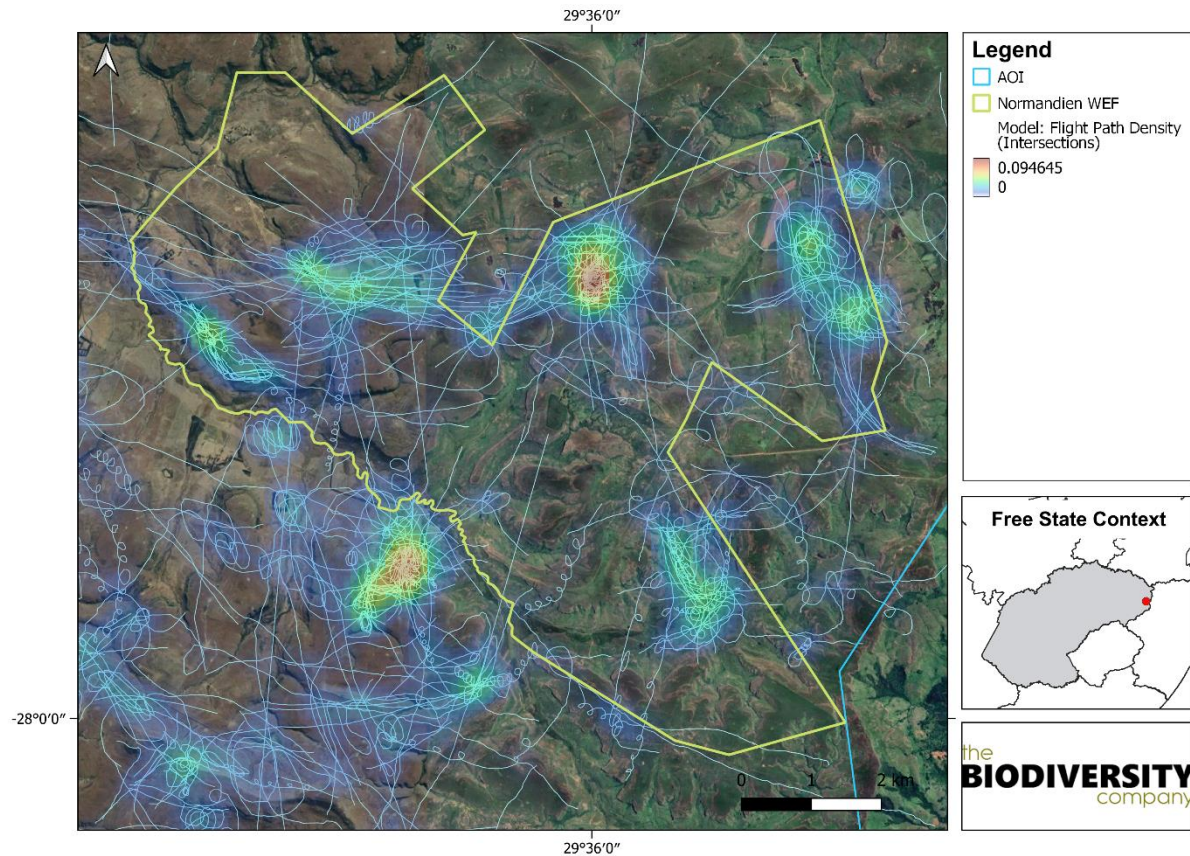 29°36'0"
Legend
AOI
Normandien WEF
Model: Flight Path Density
(Intersections)
0.094645
0
Free State Context
-28°0'0"
0 1 2 km
the
BIODIVERSITY
company
29°36'0"